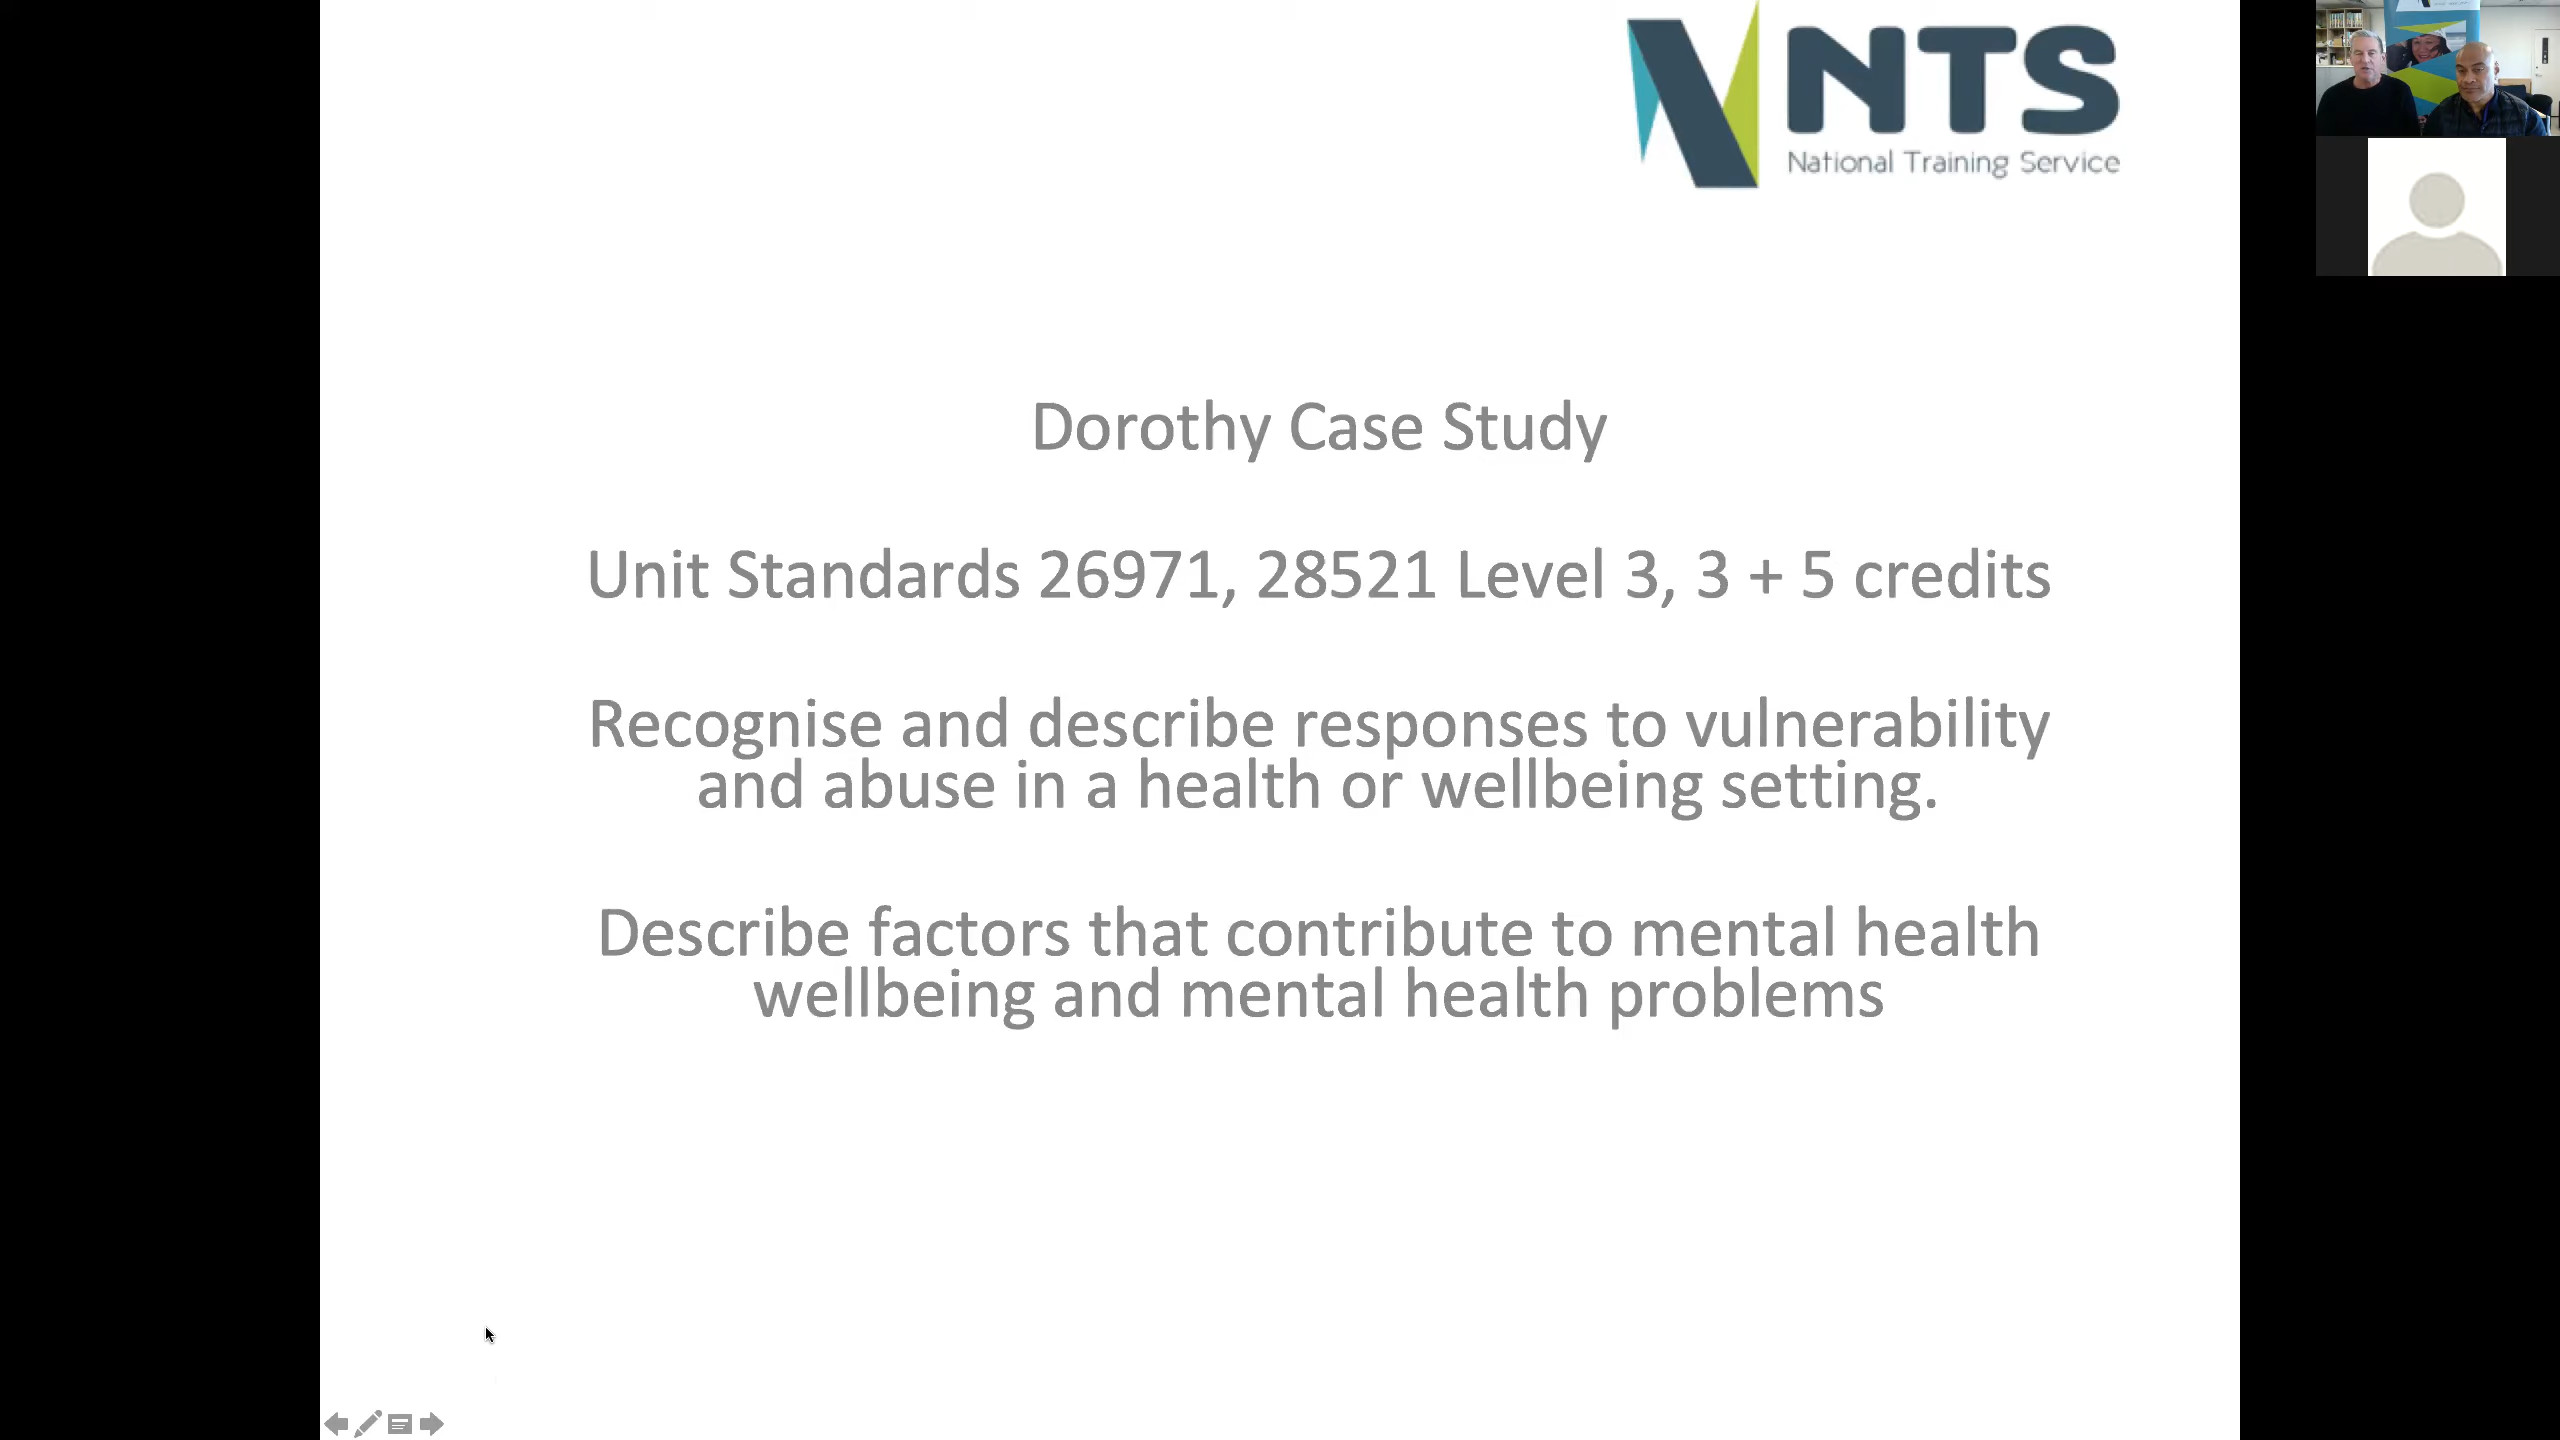 NTS
National Training Service
Dorothy Case Study
Unit Standards 26971, 28521 Level 3, 3 + 5 credits
Recognise and describe responses to vulnerability
and abuse in a health or wellbeing setting.
Describe factors that contribute to mental health
wellbeing and mental health problems